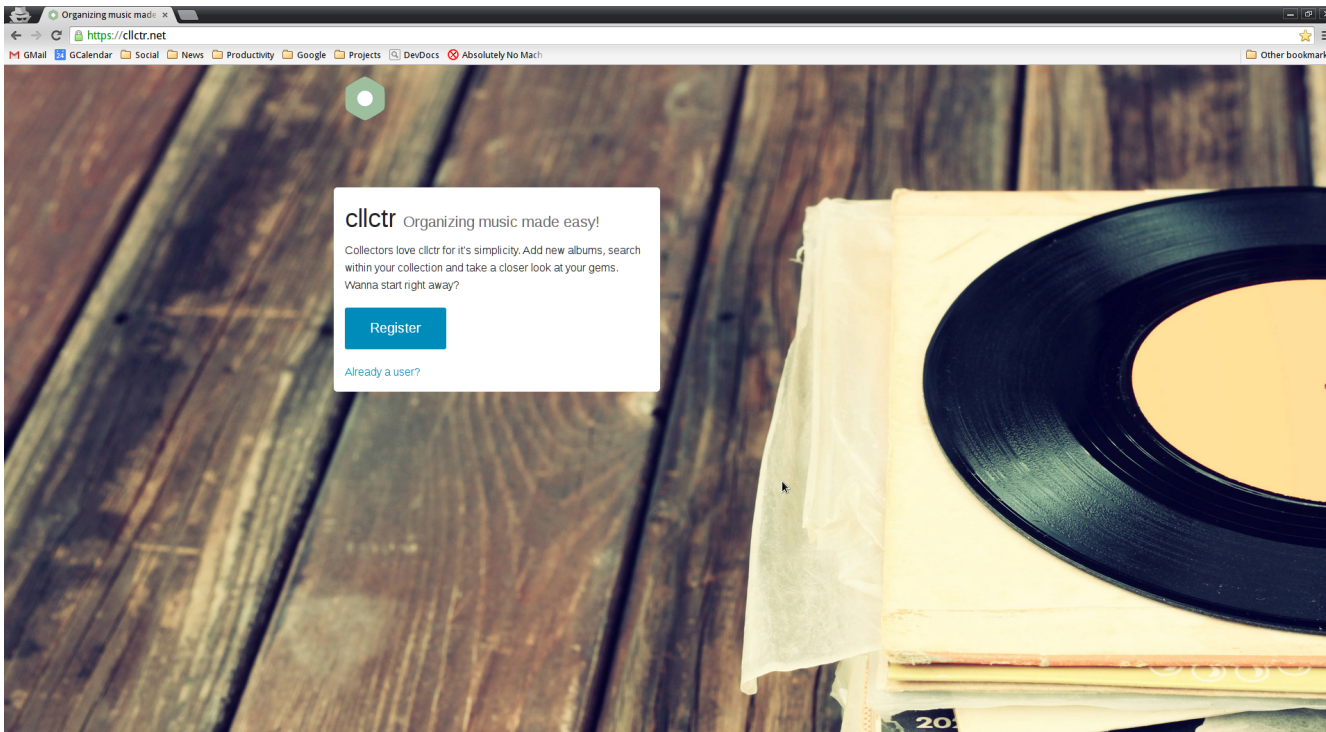 Organizing music made
https://cllctr.net
GMail 24 GCalendar Social News Productivity Google Projects DevDocs Absolutely No Mach Other bookmark
cllctr Organizing music made easy!
Collectors love cllctr for it's simplicity. Add new albums, search
within your collection and take a closer look at your gems.
Wanna start right away?
Register
Already a user?